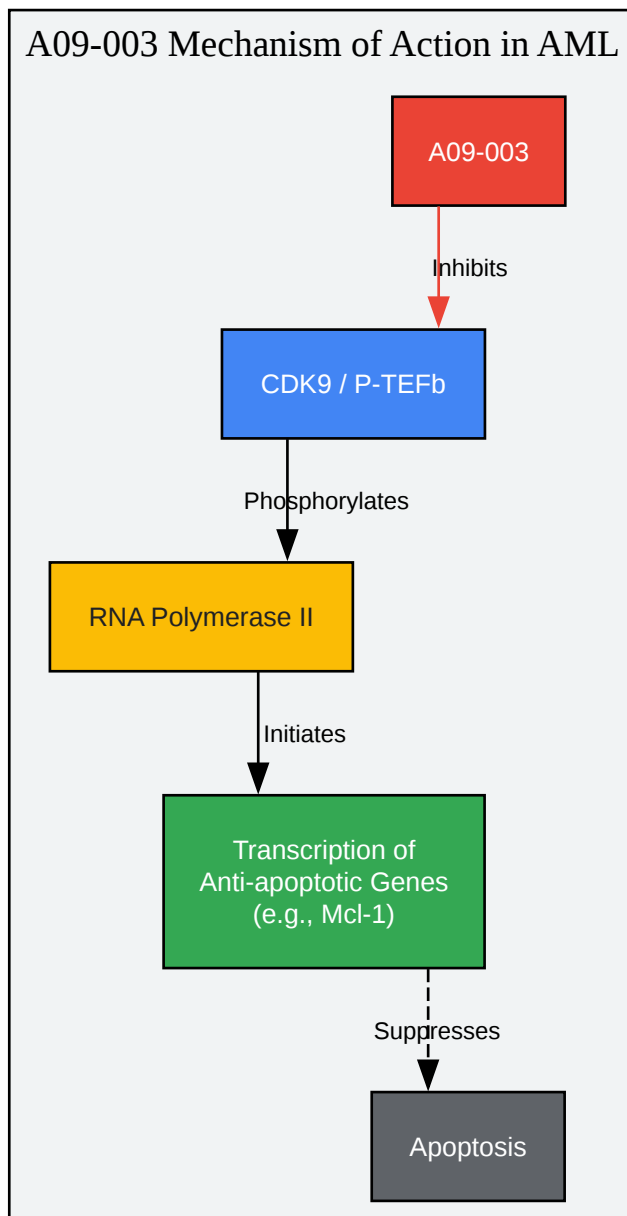 A09-003 Mechanism of Action in AML
A09-003
Inhibits
CDK9 / P-TEFb
Phosphorylates
RNA Polymerase II
Initiates
Transcription of
Anti-apoptotic Genes
(e.g., Mcl-1)
Suppresses
Apoptosis